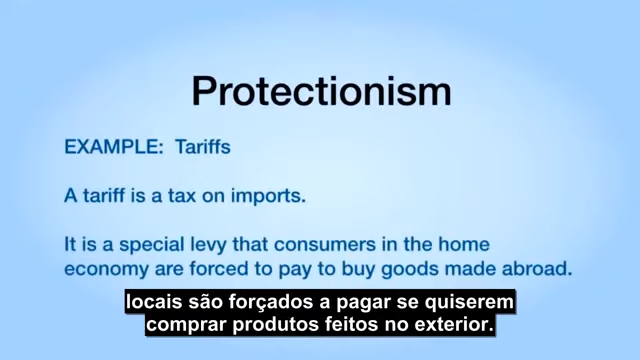 Protectionism
EXAMPLE: Tariffs
A tariff is a tax on imports.
It is a special levy that consumers in the home
economy are forced to pay to buy goods made abroad.
locais são forçados a pagar se quiserem
comprar produtos feitos no exterior.